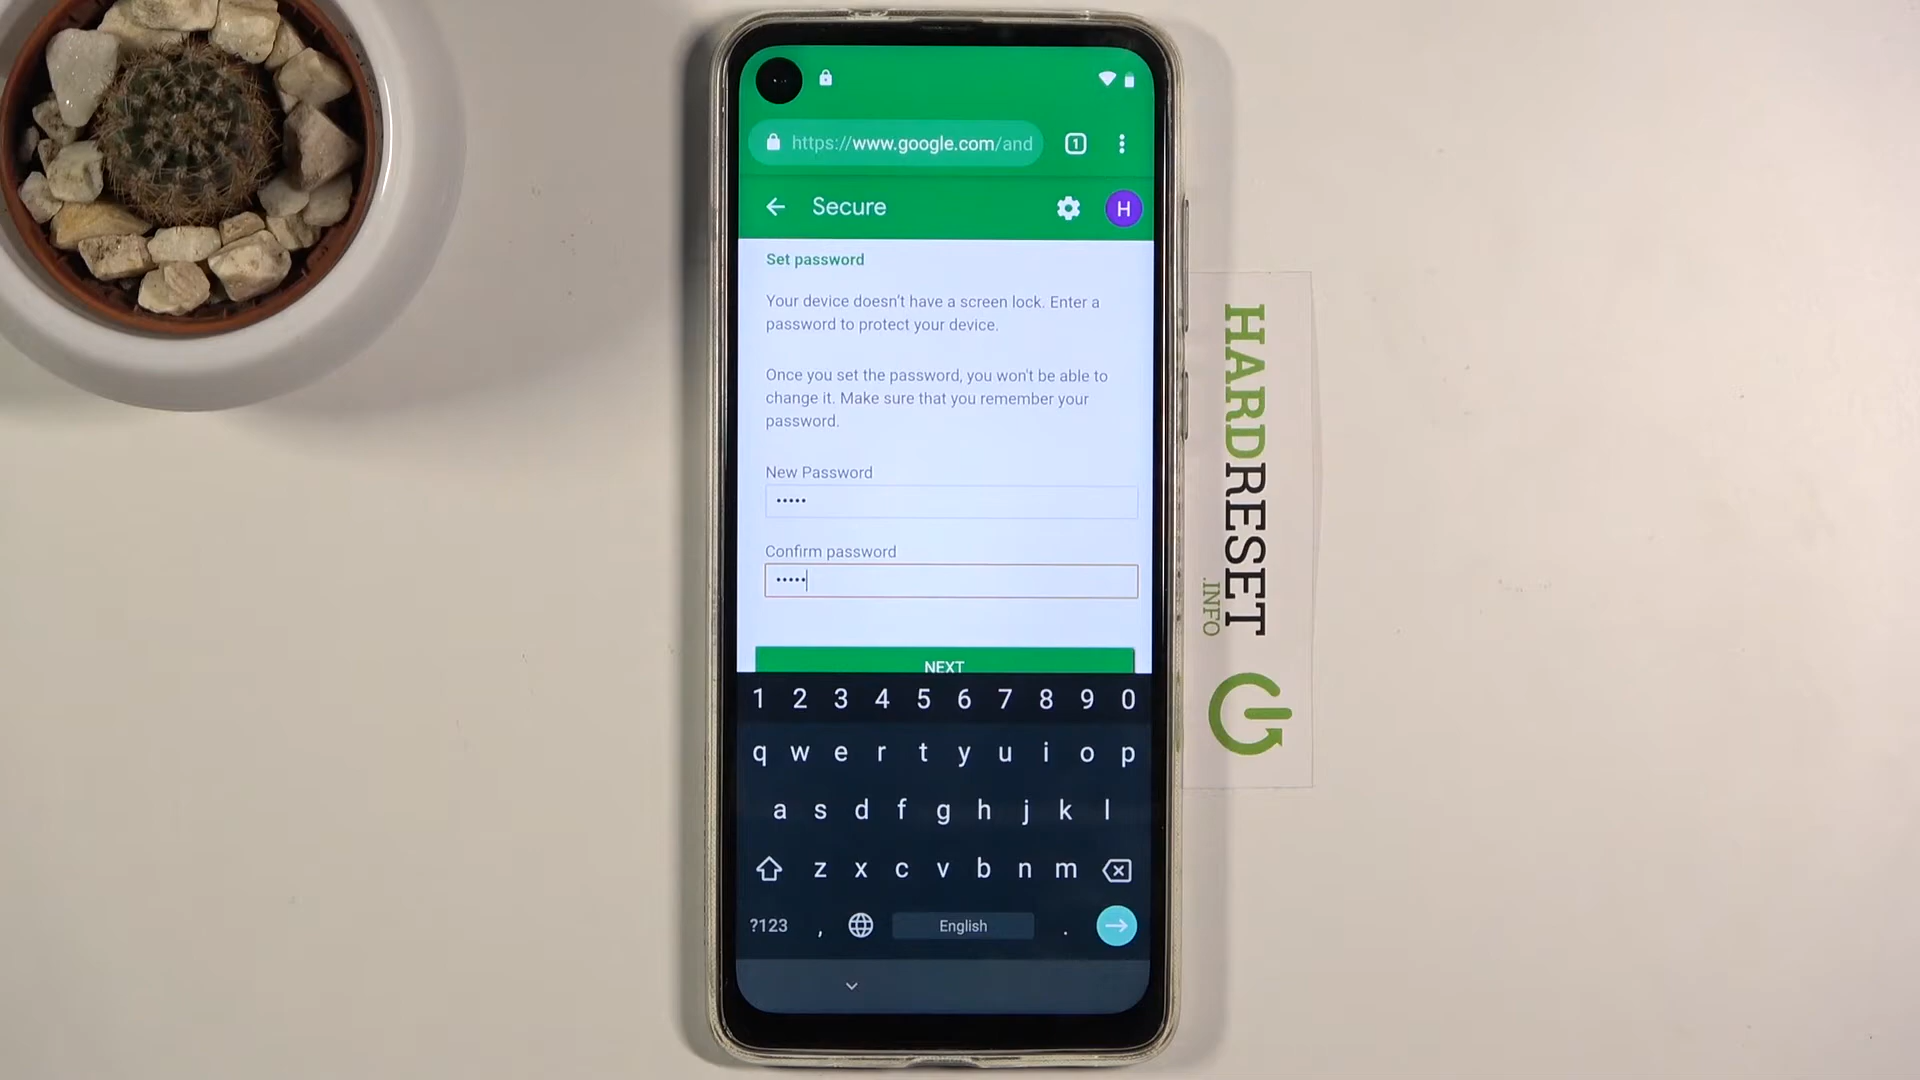 https://www.google.com/and
1
Secure
H
Set password
Your device doesn't have a screen lock. Enter a
password to protect your device.
Once you set the password, you won't be able to
change it. Make sure that you remember your
password.
New Password
•••••
Confirm password
•••••
NEXT
1 2 3 4 5 6 7 8 9 0
q w e r t y u i o p
a s d f g h j k l
z x c v b n m
?123 , English .
HARDRESET
.INFO